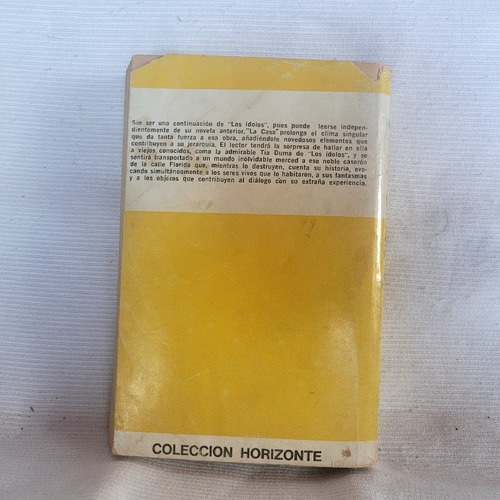 Sin ser una continuación de "Los ídolos", pues puede leerse indepen-
dientemente de su novela anterior, "La Casa" prolonga el clima singular
que da tanta fuerza a esa obra, añadiéndole novedosos elementos que
contribuyen a su jerarquía. El lector tendrá la sorpresa de hallar en ella
a viejos conocidos, como la admirable Tía Duma de "Los ídolos", y se
sentirá transportado a un mundo inolvidable merced a ese noble caserón
de la calle Florida que, mientras lo destruyen, cuenta su historia, evo-
cando simultáneamente a los seres vivos que lo habitaron, a sus fantasmas
y a los objetos que contribuyen al diálogo con su extraña experiencia.
COLECCION HORIZONTE